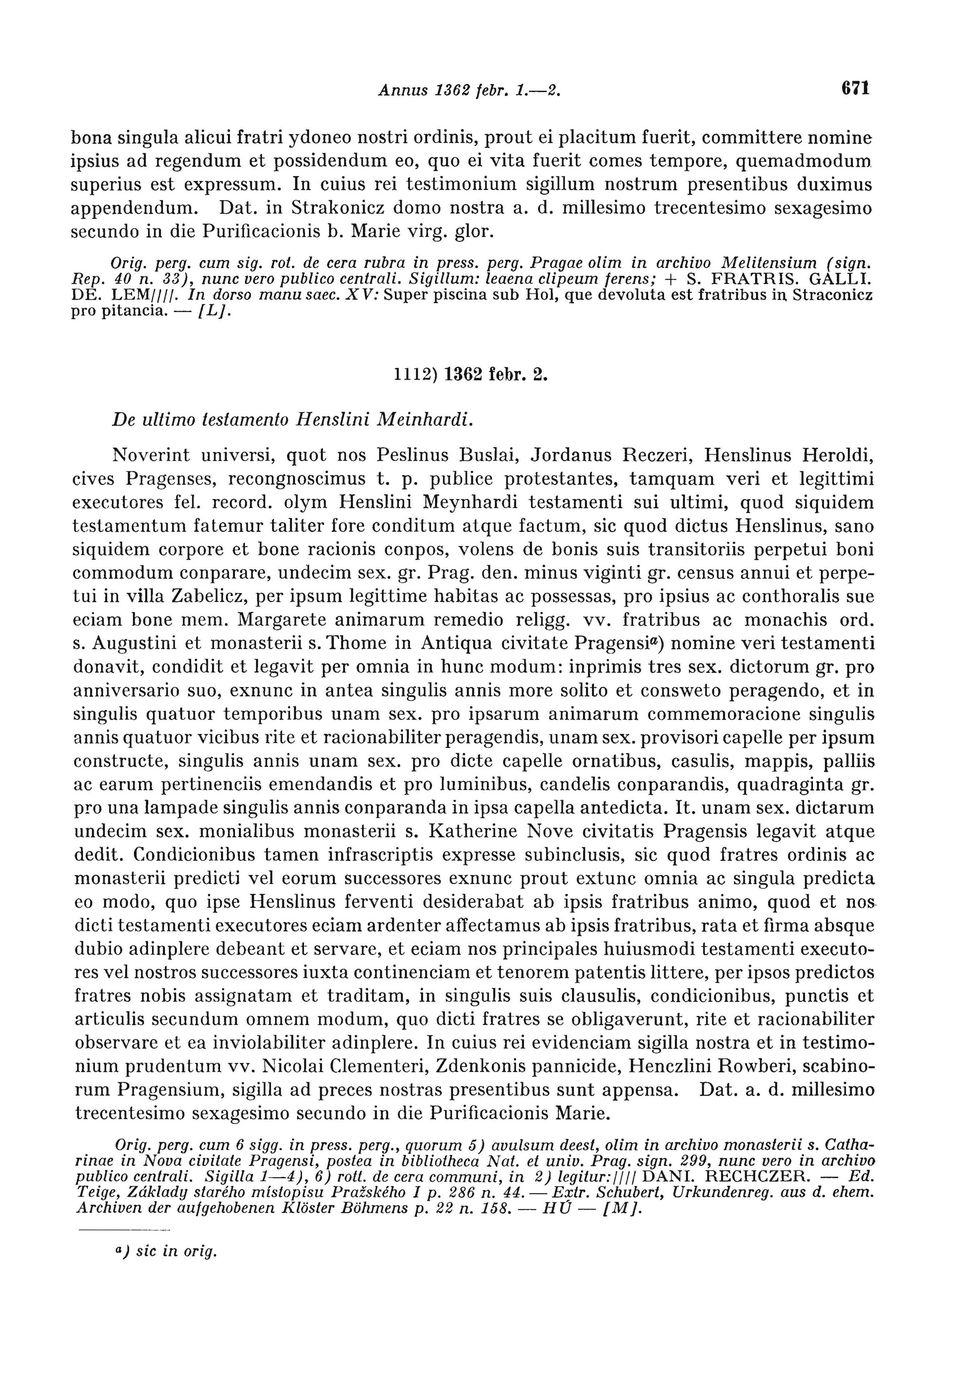 Annus 1362 febr. 1.—2. 671
bona singula alicui fratri ydoneo nostri ordinis, prout ei placitum fuerit, committere nomine
ipsius ad regendum et possidendum eo, quo ei vita fuerit comes tempore, quemadmodum
superius est expressum. In cuius rei testimonium sigillum nostrum presentibus duximus
appendendum. Dat. in Strakonicz domo nostra a. d. millesimo trecentesimo sexagesimo
secundo in die Purificacionis b. Marie virg. glor.
Orig. perg. cum sig. rot. de cera rubra in press. perg. Pragae olim in archivo Melitensium (sign.
Rep. 40 n. 33), nunc vero publico centrali. Sigillum: leaena clipeum ferens; + S. FRATRIS. GALLI.
DE. LEM////. In dorso manu saec. XV: Super piscina sub Hol, que devoluta est fratribus in Straconicz
pro pitancia. — [L].
1112) 1362 febr. 2.
De ultimo testamento Henslini Meinhardi.
Noverint universi, quot nos Peslinus Buslai, Jordanus Reczeri, Henslinus Heroldi,
cives Pragenses, recongnoscimus t. p. publice protestantes, tamquam veri et legittimi
executores fel. record. olym Henslini Meynhardi testamenti sui ultimi, quod siquidem
testamentum fatemur taliter fore conditum atque factum, sic quod dictus Henslinus, sano
siquidem corpore et bone racionis conpos, volens de bonis suis transitoriis perpetui boni
commodum conparare, undecim sex. gr. Prag. den. minus viginti gr. census annui et perpe-
tui in villa Zabelicz, per ipsum legittime habitas ac possessas, pro ipsius ac conthoralis sue
eciam bone mem. Margarete animarum remedio religg. vv. fratribus ac monachis ord.
s. Augustini et monasterii s. Thome in Antiqua civitate Pragensi a) nomine veri testamenti
donavit, condidit et legavit per omnia in hunc modum: inprimis tres sex. dictorum gr. pro
anniversario suo, exnunc in antea singulis annis more solito et consweto peragendo, et in
singulis quatuor temporibus unam sex. pro ipsarum animarum commemoracione singulis
annis quatuor vicibus rite et racionabiliter peragendis, unam sex. provisori capelle per ipsum
constructe, singulis annis unam sex. pro dicte capelle ornatibus, casulis, mappis, palliis
ac earum pertinenciis emendandis et pro luminibus, candelis conparandis, quadraginta gr.
pro una lampade singulis annis conparanda in ipsa capella antedicta. It. unam sex. dictarum
undecim sex. monialibus monasterii s. Katherine Nove civitatis Pragensis legavit atque
dedit. Condicionibus tamen infrascriptis expresse subinclusis, sic quod fratres ordinis ac
monasterii predicti vel eorum successores exnunc prout extunc omnia ac singula predicta
eo modo, quo ipse Henslinus ferventi desiderabat ab ipsis fratribus animo, quod et nos
dicti testamenti executores eciam ardenter affectamus ab ipsis fratribus, rata et firma absque
dubio adinplere debeant et servare, et eciam nos principales huiusmodi testamenti executo-
res vel nostros successores iuxta continenciam et tenorem patentis littere, per ipsos predictos
fratres nobis assignatam et traditam, in singulis suis clausulis, condicionibus, punctis et
articulis secundum omnem modum, quo dicti fratres se obligaverunt, rite et racionabiliter
observare et ea inviolabiliter adinplere. In cuius rei evidenciam sigilla nostra et in testimo-
nium prudentum vv. Nicolai Clementeri, Zdenkonis pannicide, Henczlini Rowberi, scabino-
rum Pragensium, sigilla ad preces nostras presentibus sunt appensa. Dat. a. d. millesimo
trecentesimo sexagesimo secundo in die Purificacionis Marie.
Orig. perg. cum 6 sigg. in press. perg., quorum 5) avulsum deest, olim in archivo monasterii s. Catha-
rinae in Nova civitate Pragensi, postea in bibliotheca Nat. et univ. Prag. sign. 299, nunc vero in archivo
publico centrali. Sigilla 1—4), 6) rott. de cera communi, in 2) legitur://// DANI. RECHCZER. — Ed.
Teige, Základy starého místopisu Pražského I p. 286 n. 44. — Extr. Schubert, Urkundenreg. aus d. ehem.
Archiven der aufgehobenen Klöster Böhmens p. 22 n. 158. — HÚ — [M].
a) sic in orig.